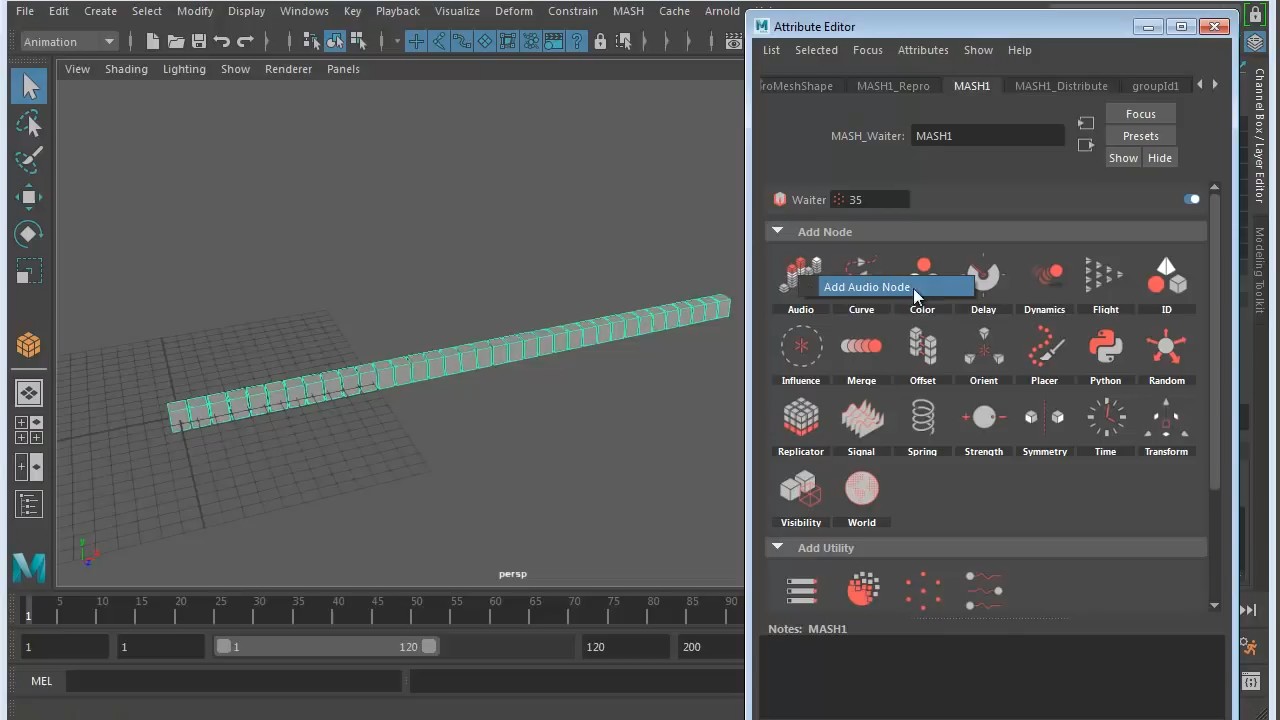 File Edit Create Select Modify Display Windows Key Playback Visualize Deform Constrain MASH Cache Arnold
Animation
View Shading Lighting Show Renderer Panels
persp
1 5 10 15 20 25 30 35 40 45 50 55 60 65 70 75 80 85 90
1 1 1 120 120 200
MEL
Attribute Editor
List Selected Focus Attributes Show Help
roMeshShape MASH1_Repro MASH1 MASH1_Distribute groupId1
MASH_Waiter: MASH1
Focus
Presets
Show Hide
Waiter 35
Add Node
Add Audio Node
Audio Curve Color Delay Dynamics Flight ID
Influence Merge Offset Orient Placer Python Random
Replicator Signal Spring Strength Symmetry Time Transform
Visibility World
Add Utility
Notes: MASH1
Channel Box / Layer Editor
Modeling Toolkit